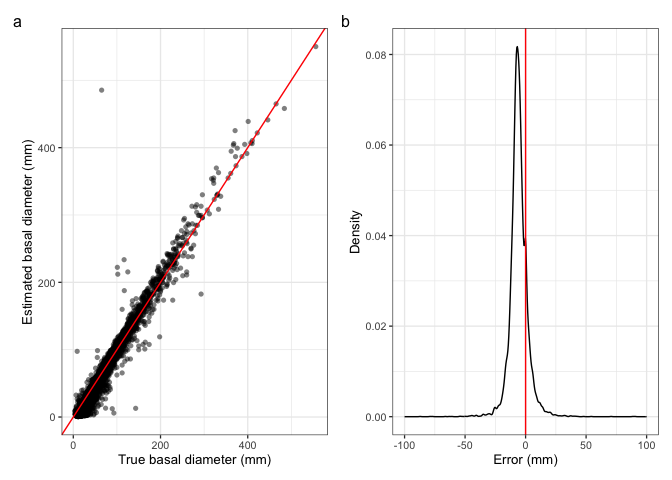 a
Estimated basal diameter (mm)
400
200
0
0 200 400
True basal diameter (mm)
b
Density
0.08
0.06
0.04
0.02
0.00
-100 -50 0 50 100
Error (mm)